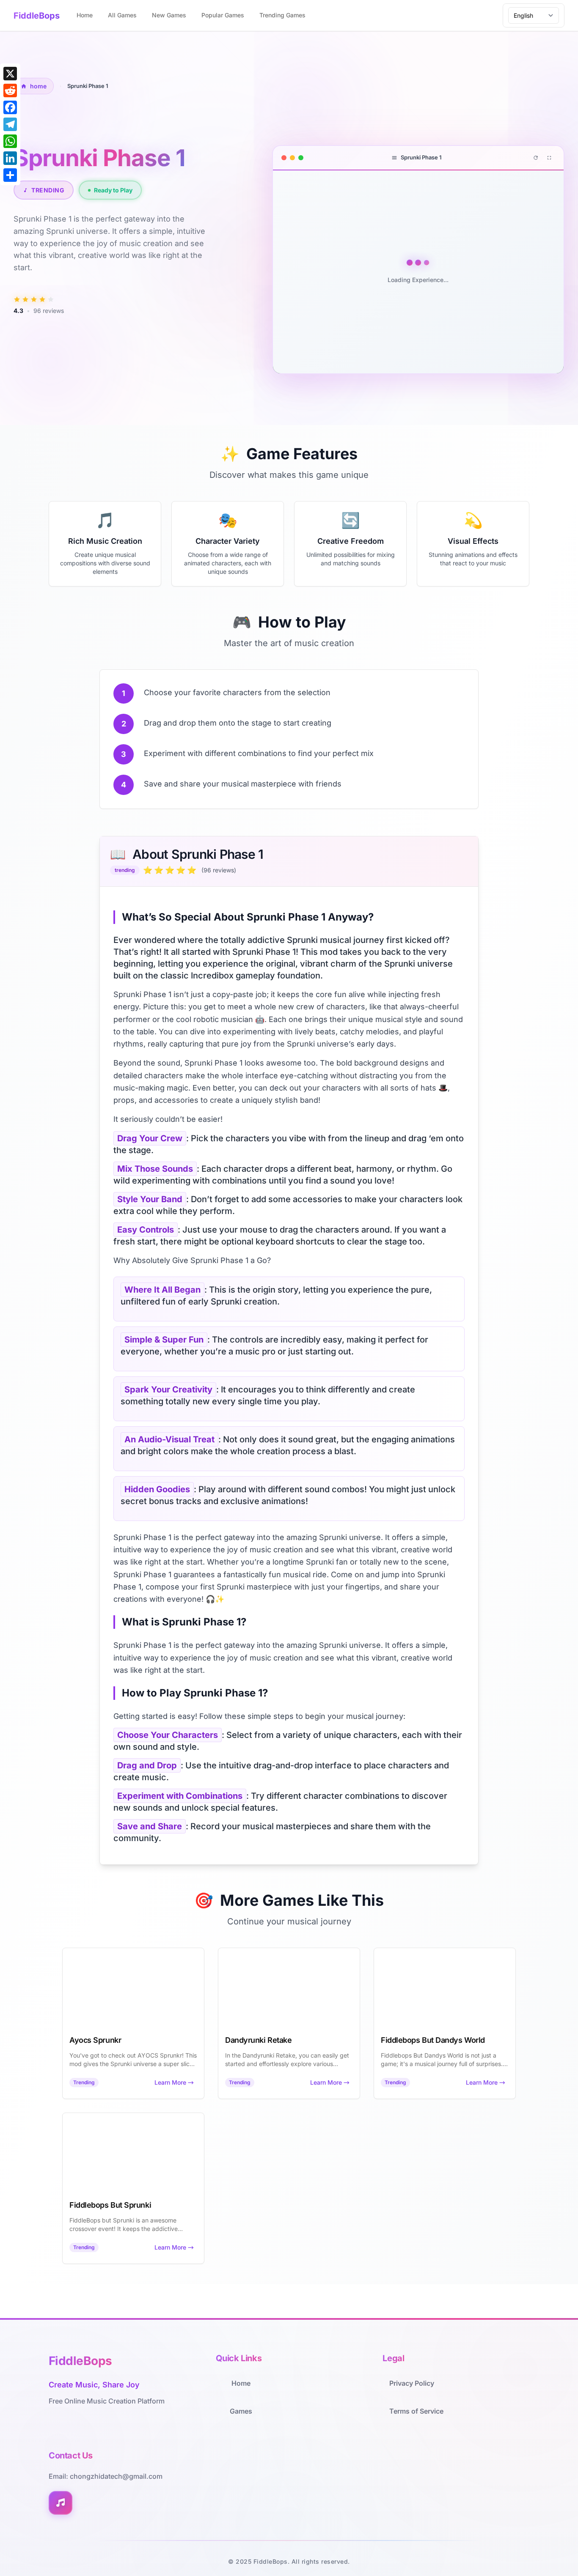 FiddleBops
Home
All Games
New Games
Popular Games
Trending Games
English
home
Sprunki Phase 1
Sprunki Phase 1
TRENDING
Ready to Play
Sprunki Phase 1 is the perfect gateway into the
amazing Sprunki universe. It offers a simple, intuitive
way to experience the joy of music creation and see
what this vibrant, creative world was like right at the
start.
4.3 • 96 reviews
Sprunki Phase 1
Loading Experience...
✨ Game Features
Discover what makes this game unique
Rich Music Creation
Create unique musical
compositions with diverse sound
elements
Character Variety
Choose from a wide range of
animated characters, each with
unique sounds
Creative Freedom
Unlimited possibilities for mixing
and matching sounds
Visual Effects
Stunning animations and effects
that react to your music
🎮 How to Play
Master the art of music creation
1 Choose your favorite characters from the selection
2 Drag and drop them onto the stage to start creating
3 Experiment with different combinations to find your perfect mix
4 Save and share your musical masterpiece with friends
📖 About Sprunki Phase 1
trending ⭐⭐⭐⭐⭐ (96 reviews)
What's So Special About Sprunki Phase 1 Anyway?
Ever wondered where the totally addictive Sprunki musical journey first kicked off?
That's right! It all started with Sprunki Phase 1! This mod takes you back to the very
beginning, letting you experience the original, vibrant charm of the Sprunki universe
built on the classic Incredibox gameplay foundation.
Sprunki Phase 1 isn't just a copy-paste job; it keeps the core fun alive while injecting fresh
energy. Picture this: you get to meet a whole new crew of characters, like that always-cheerful
performer or the cool robotic musician 🤖. Each one brings their unique musical style and sound
to the table. You can dive into experimenting with lively beats, catchy melodies, and playful
rhythms, really capturing that pure joy from the Sprunki universe's early days.
Beyond the sound, Sprunki Phase 1 looks awesome too. The bold background designs and
detailed characters make the whole interface eye-catching without distracting you from the
music-making magic. Even better, you can deck out your characters with all sorts of hats 🎩,
props, and accessories to create a uniquely stylish band!
It seriously couldn't be easier!
Drag Your Crew : Pick the characters you vibe with from the lineup and drag 'em onto
the stage.
Mix Those Sounds : Each character drops a different beat, harmony, or rhythm. Go
wild experimenting with combinations until you find a sound you love!
Style Your Band : Don't forget to add some accessories to make your characters look
extra cool while they perform.
Easy Controls : Just use your mouse to drag the characters around. If you want a
fresh start, there might be optional keyboard shortcuts to clear the stage too.
Why Absolutely Give Sprunki Phase 1 a Go?
Where It All Began : This is the origin story, letting you experience the pure,
unfiltered fun of early Sprunki creation.
Simple & Super Fun : The controls are incredibly easy, making it perfect for
everyone, whether you're a music pro or just starting out.
Spark Your Creativity : It encourages you to think differently and create
something totally new every single time you play.
An Audio-Visual Treat : Not only does it sound great, but the engaging animations
and bright colors make the whole creation process a blast.
Hidden Goodies : Play around with different sound combos! You might just unlock
secret bonus tracks and exclusive animations!
Sprunki Phase 1 is the perfect gateway into the amazing Sprunki universe. It offers a simple,
intuitive way to experience the joy of music creation and see what this vibrant, creative world
was like right at the start. Whether you're a longtime Sprunki fan or totally new to the scene,
Sprunki Phase 1 guarantees a fantastically fun musical ride. Come on and jump into Sprunki
Phase 1, compose your first Sprunki masterpiece with just your fingertips, and share your
creations with everyone! 🎧✨
What is Sprunki Phase 1?
Sprunki Phase 1 is the perfect gateway into the amazing Sprunki universe. It offers a simple,
intuitive way to experience the joy of music creation and see what this vibrant, creative world
was like right at the start.
How to Play Sprunki Phase 1?
Getting started is easy! Follow these simple steps to begin your musical journey:
Choose Your Characters : Select from a variety of unique characters, each with their
own sound and style.
Drag and Drop : Use the intuitive drag-and-drop interface to place characters and
create music.
Experiment with Combinations : Try different character combinations to discover
new sounds and unlock special features.
Save and Share : Record your musical masterpieces and share them with the
community.
🎯 More Games Like This
Continue your musical journey
Ayocs Sprunkr
You've got to check out AYOCS Sprunkr! This
mod gives the Sprunki universe a super slic...
Trending Learn More →
Dandyrunki Retake
In the Dandyrunki Retake, you can easily get
started and effortlessly explore various...
Trending Learn More →
Fiddlebops But Dandys World
Fiddlebops But Dandys World is not just a
game; it's a musical journey full of surprises....
Trending Learn More →
Fiddlebops But Sprunki
FiddleBops but Sprunki is an awesome
crossover event! It keeps the addictive...
Trending Learn More →
FiddleBops
Create Music, Share Joy
Free Online Music Creation Platform
Quick Links
Home
Games
Legal
Privacy Policy
Terms of Service
Contact Us
Email: chongzhidatech@gmail.com
© 2025 FiddleBops. All rights reserved.